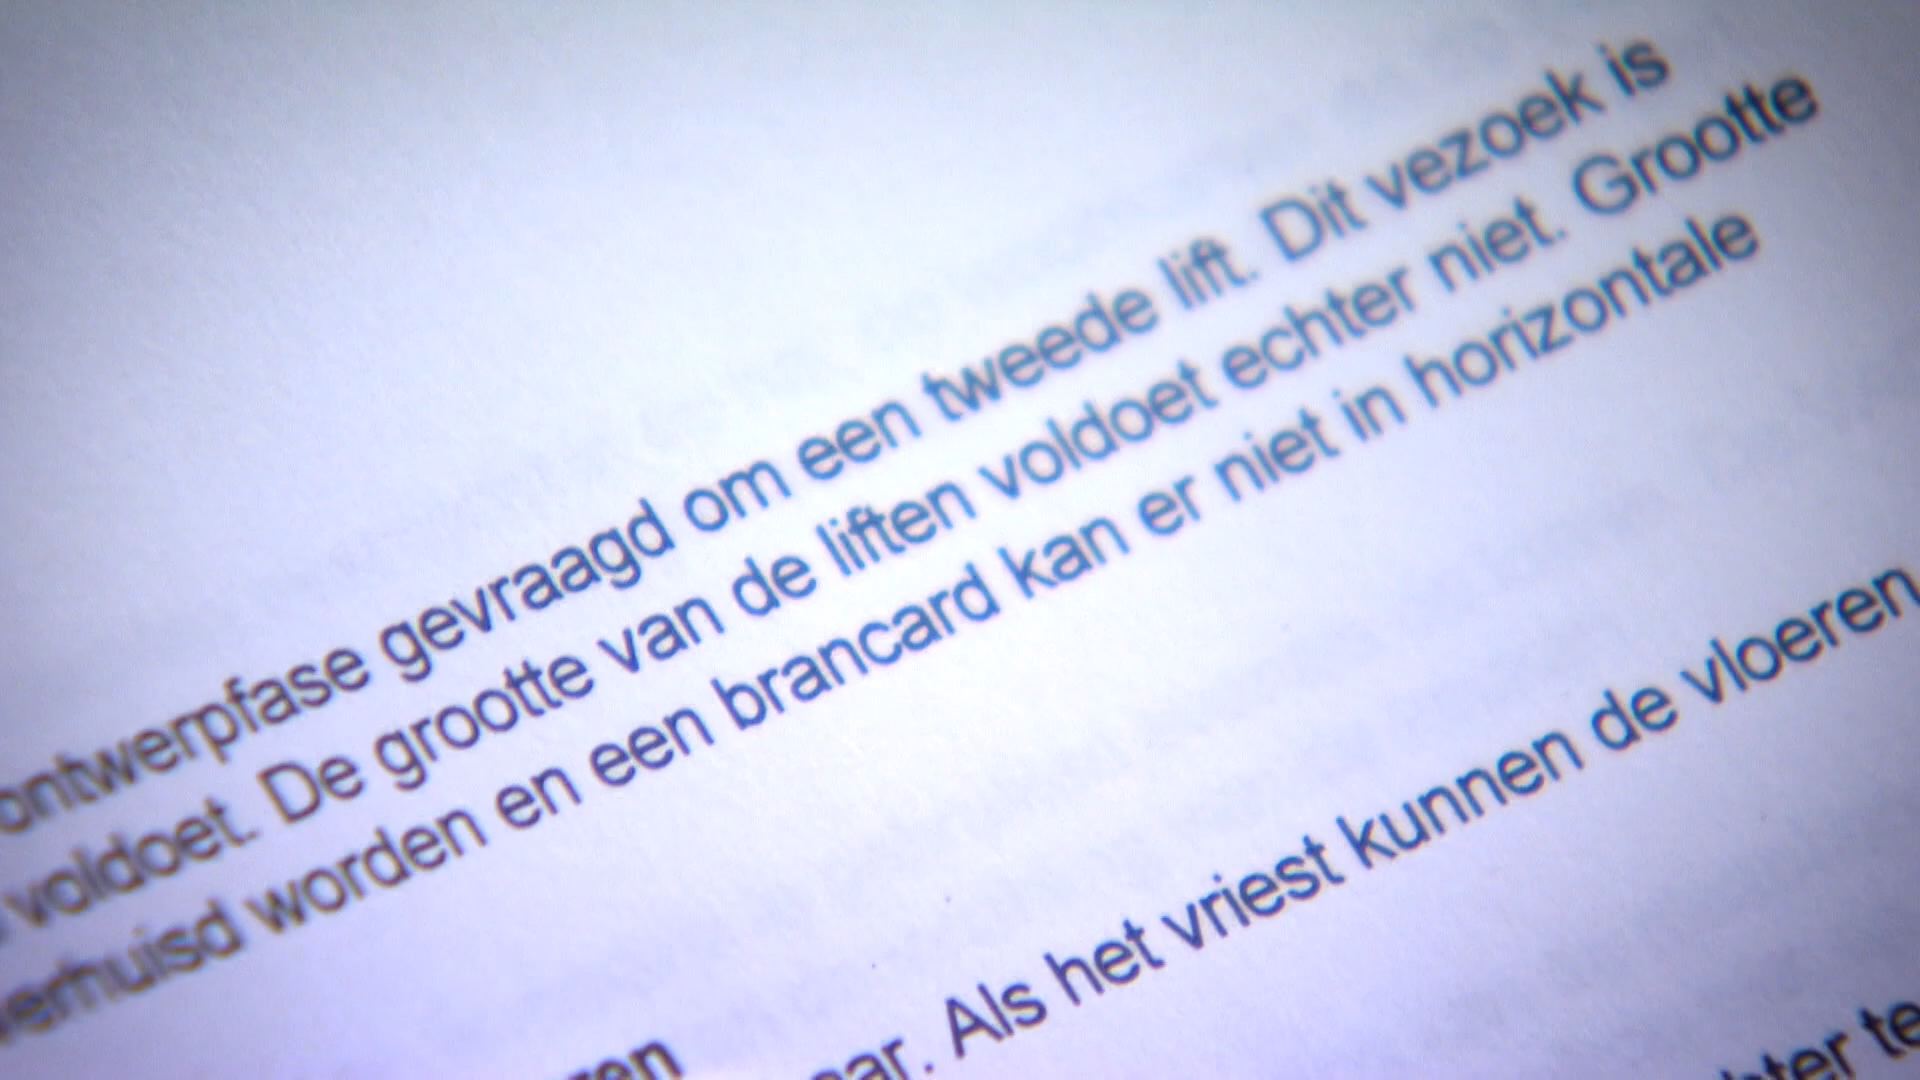 ontwerpfase gevraagd om een tweede lift. Dit vezoek is
voldoet. De grootte van de liften voldoet echter niet. Grootte
verhuisd worden en een brancard kan er niet in horizontale
Als het vriest kunnen de vloeren